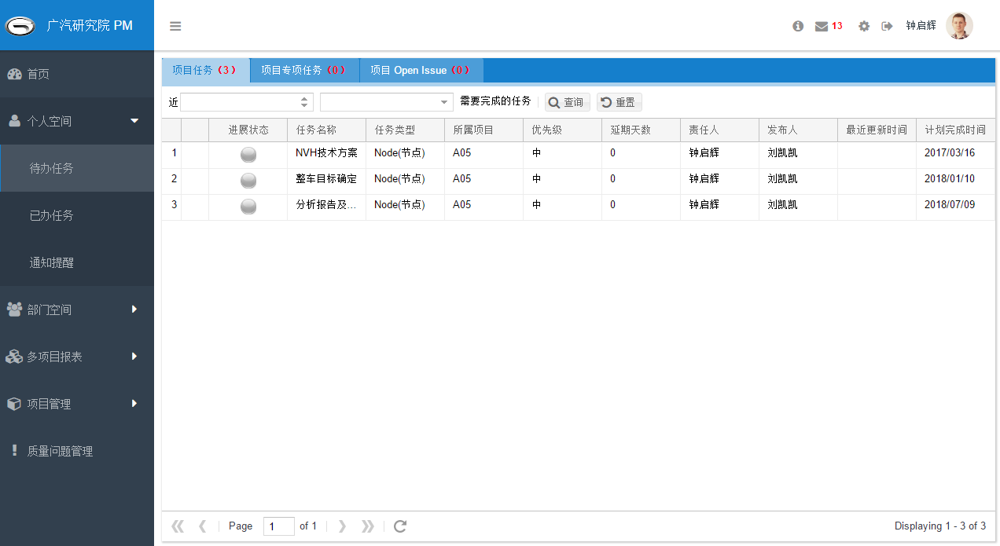 广汽研究院 PM
13 钟启辉
首页
个人空间
待办任务
已办任务
通知提醒
部门空间
多项目报表
项目管理
质量问题管理
项目任务（3） 项目专项任务（0） 项目 Open Issue（0）
近 需要完成的任务 查询 重置
进展状态 任务名称 任务类型 所属项目 优先级 延期天数 责任人 发布人 最近更新时间 计划完成时间
1 NVH技术方案 Node(节点) A05 中 0 钟启辉 刘凯凯 2017/03/16
2 整车目标确定 Node(节点) A05 中 0 钟启辉 刘凯凯 2018/01/10
3 分析报告及... Node(节点) A05 中 0 钟启辉 刘凯凯 2018/07/09
Page 1 of 1 Displaying 1 - 3 of 3